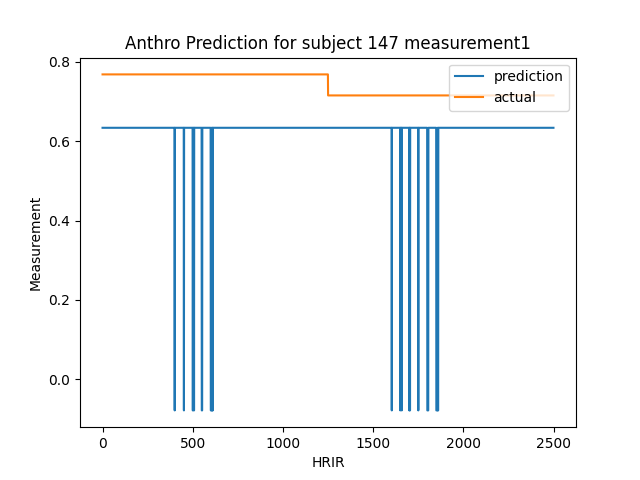 Anthro Prediction for subject 147 measurement1
prediction
actual
Measurement
0.8
0.6
0.4
0.2
0.0
0
500
1000
1500
2000
2500
HRIR